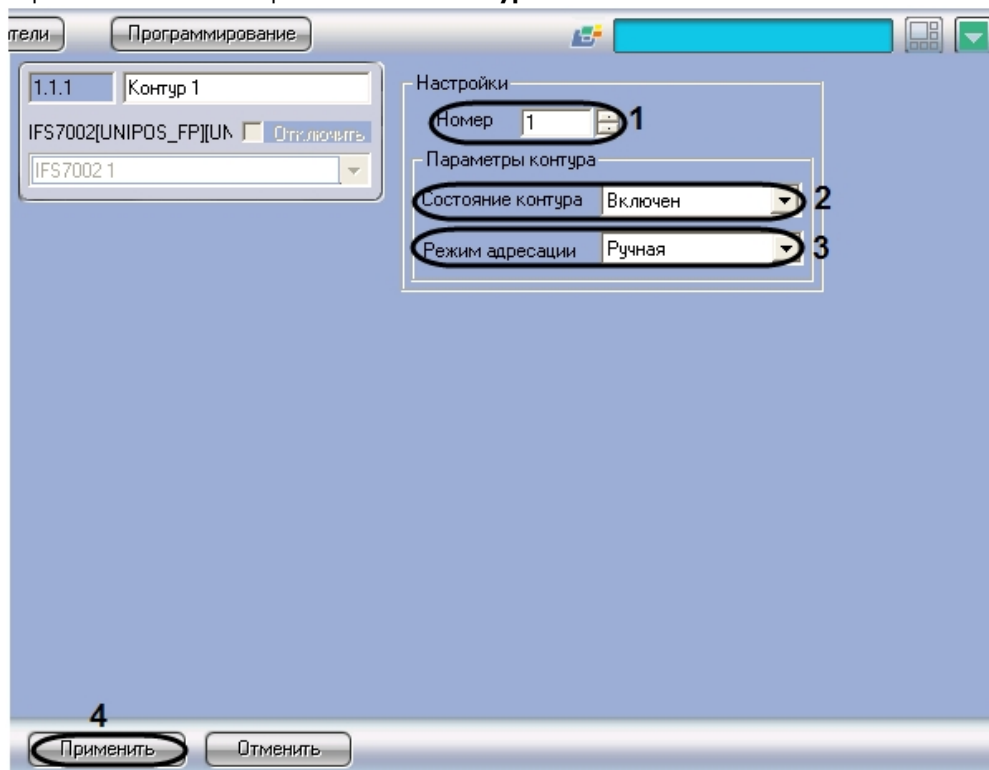 тели
Программирование
1.1.1
Контур 1
IFS7002[UNIPOS_FP][UN
Отключить
IFS7002 1
Настройки
Номер 1
1
Параметры контура
Состояние контура Включен
2
Режим адресации Ручная
3
4
Применить
Отменить